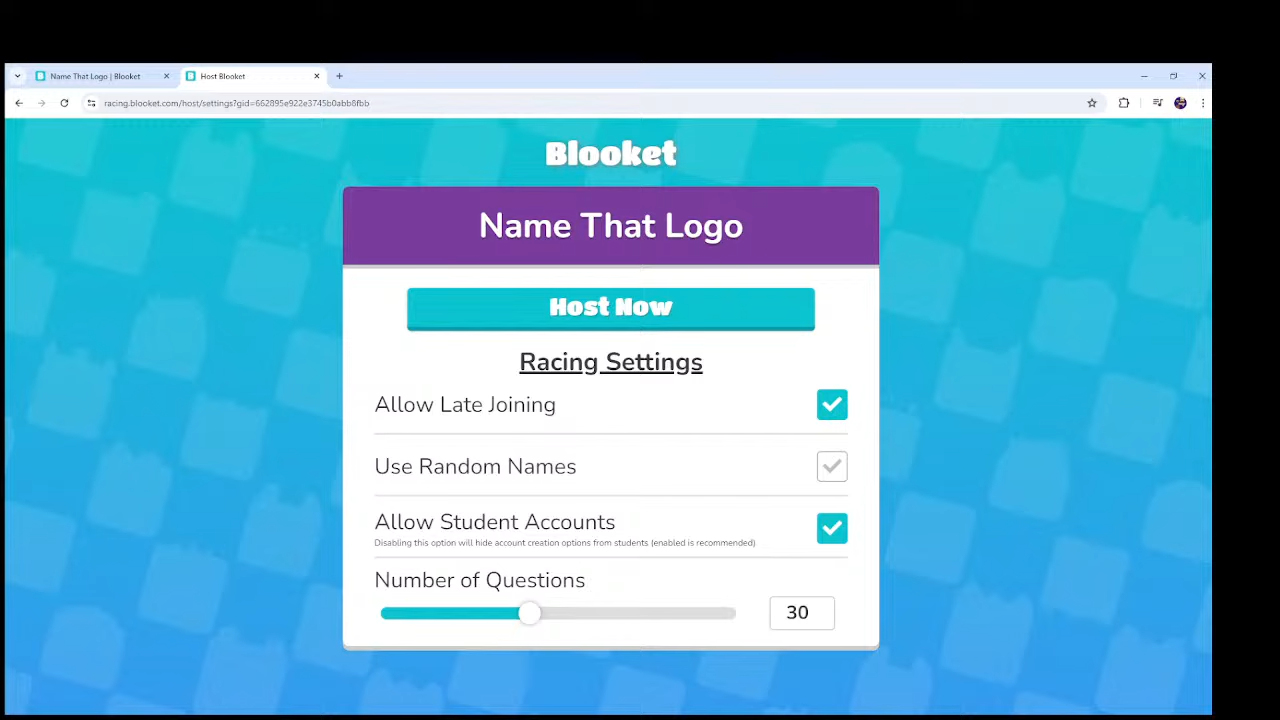 Name That Logo | Blooket
Host Blooket
racing.blooket.com/host/settings?gid=662895e922e3745b0abb8fbb
Blooket
Name That Logo
Host Now
Racing Settings
Allow Late Joining
Use Random Names
Allow Student Accounts
Disabling this option will hide account creation options from students (enabled is recommended)
Number of Questions
30